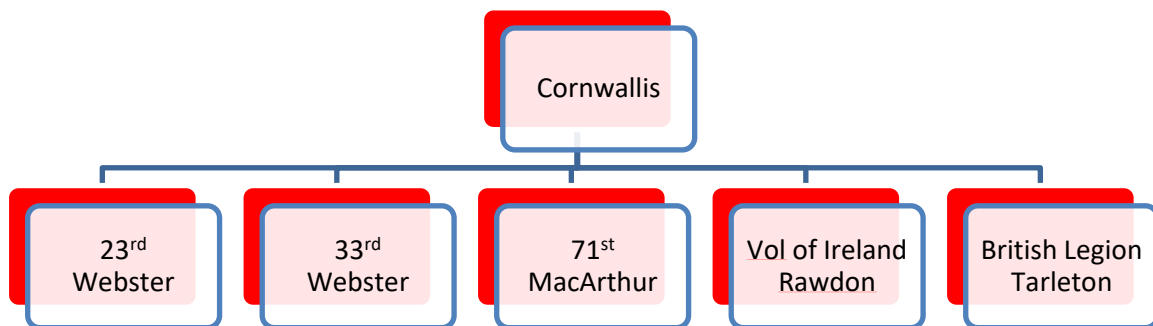 Cornwallis
23rd
Webster
33rd
Webster
71st
MacArthur
Vol of Ireland
Rawdon
British Legion
Tarleton